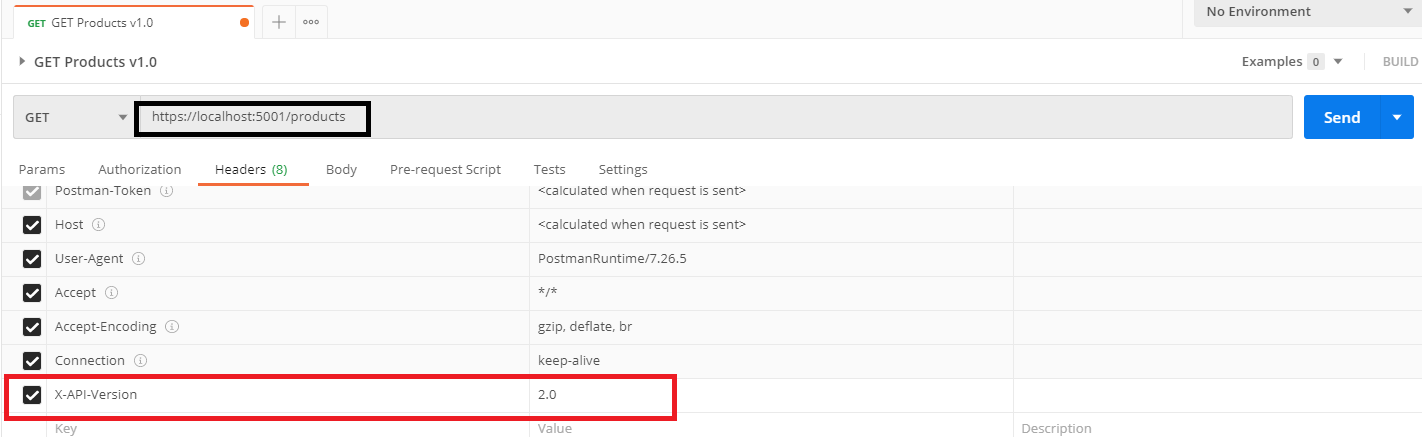 GET GET Products v1.0
No Environment
GET Products v1.0
Examples 0
BUILD
GET
https://localhost:5001/products
Send
Params Authorization Headers (8) Body Pre-request Script Tests Settings
Postman-Token <calculated when request is sent>
Host <calculated when request is sent>
User-Agent PostmanRuntime/7.26.5
Accept */*
Accept-Encoding gzip, deflate, br
Connection keep-alive
X-API-Version 2.0
Key Value Description